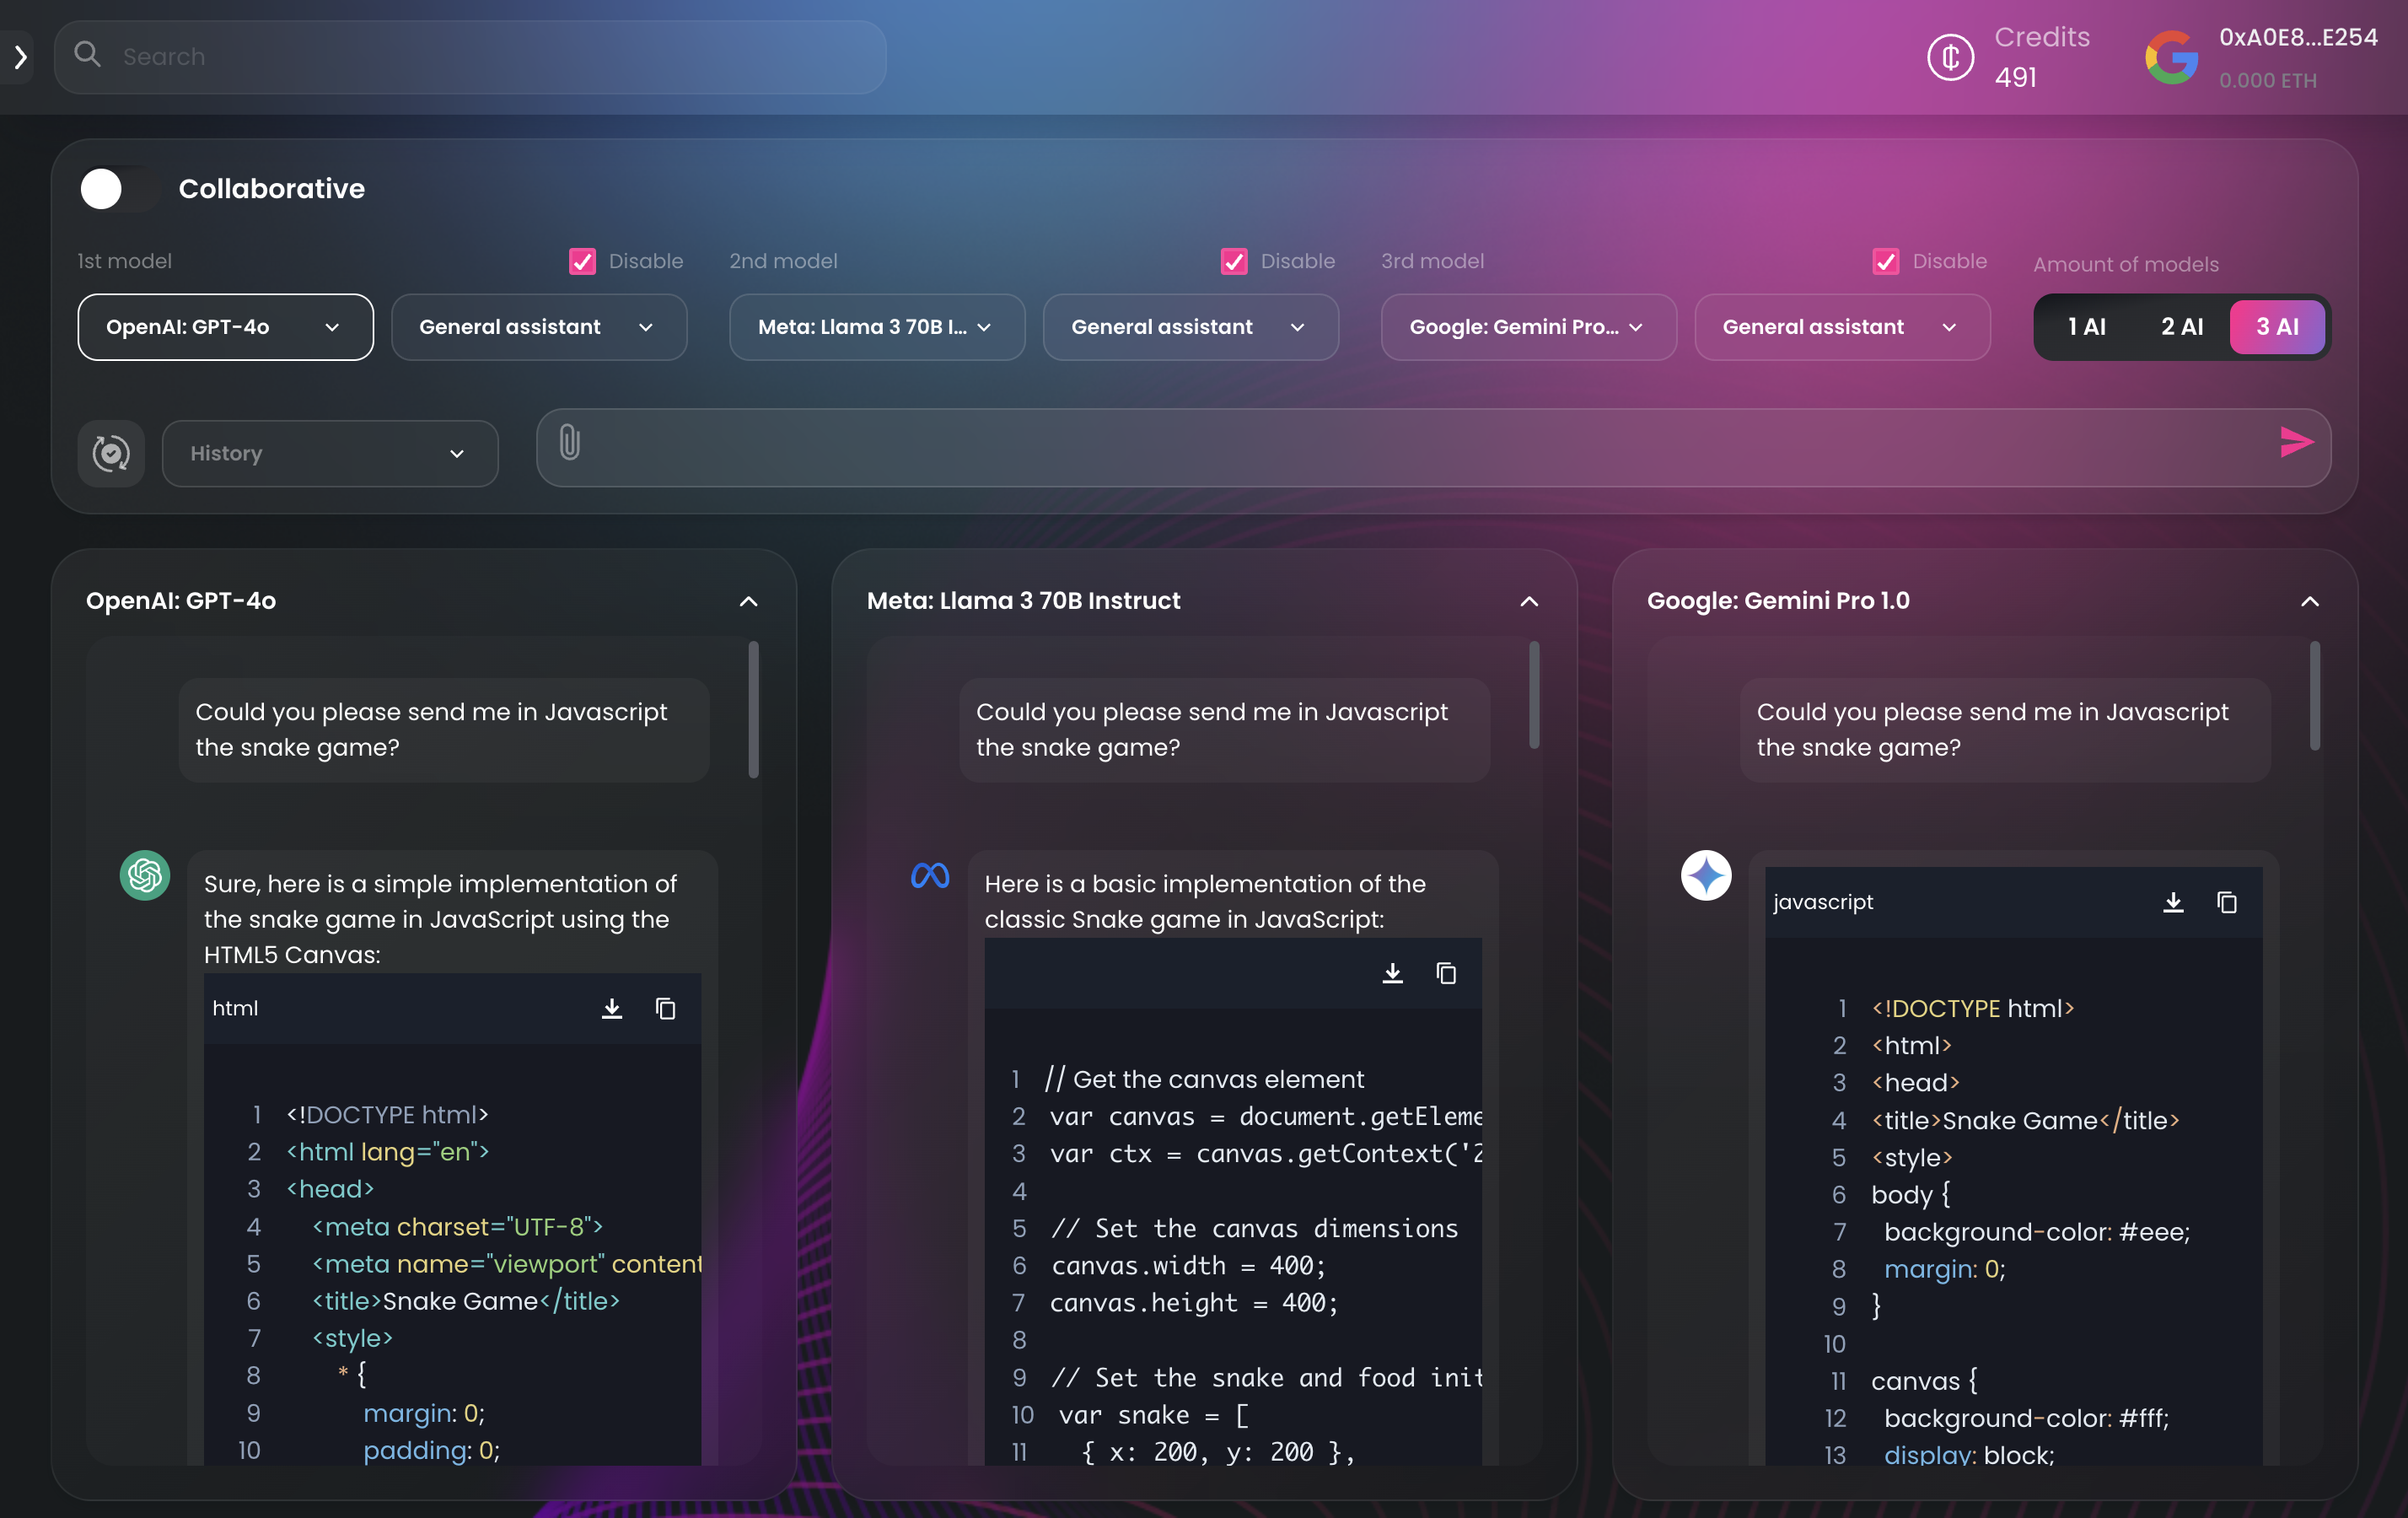 Search
Credits
491
0xA0E8...E254
0.000 ETH
Collaborative
1st model
Disable
2nd model
Disable
3rd model
Disable
Amount of models
OpenAI: GPT-4o
General assistant
Meta: Llama 3 70B I...
General assistant
Google: Gemini Pro...
General assistant
1 AI
2 AI
3 AI
History
OpenAI: GPT-4o
Could you please send me in Javascript
the snake game?
Sure, here is a simple implementation of
the snake game in JavaScript using the
HTML5 Canvas:
html
1 <!DOCTYPE html>
2 <html lang="en">
3 <head>
4 <meta charset="UTF-8">
5 <meta name="viewport" content
6 <title>Snake Game</title>
7 <style>
8 * {
9 margin: 0;
10 padding: 0;
Meta: Llama 3 70B Instruct
Could you please send me in Javascript
the snake game?
Here is a basic implementation of the
classic Snake game in JavaScript:
1 // Get the canvas element
2 var canvas = document.getEleme
3 var ctx = canvas.getContext('2
4
5 // Set the canvas dimensions
6 canvas.width = 400;
7 canvas.height = 400;
8
9 // Set the snake and food init
10 var snake = [
11 { x: 200, y: 200 },
Google: Gemini Pro 1.0
Could you please send me in Javascript
the snake game?
javascript
1 <!DOCTYPE html>
2 <html>
3 <head>
4 <title>Snake Game</title>
5 <style>
6 body {
7 background-color: #eee;
8 margin: 0;
9 }
10
11 canvas {
12 background-color: #fff;
13 display: block;